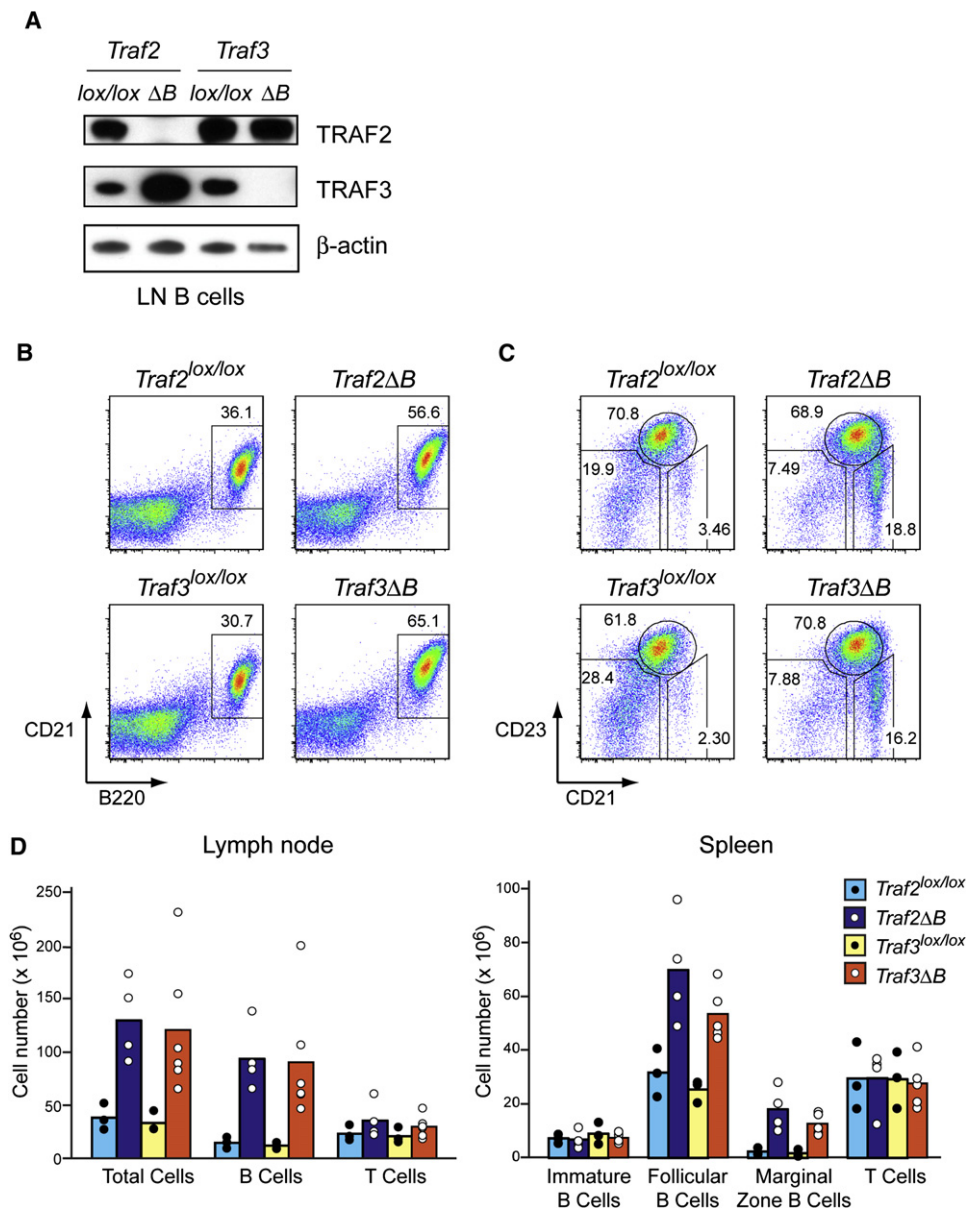 A
Traf2 Traf3
lox/lox ΔB lox/lox ΔB
TRAF2
TRAF3
β-actin
LN B cells
B
Traf2lox/lox Traf2ΔB
36.1 56.6
Traf3lox/lox Traf3ΔB
30.7 65.1
CD21
B220
C
Traf2lox/lox Traf2ΔB
70.8 68.9
19.9 7.49
3.46 18.8
Traf3lox/lox Traf3ΔB
61.8 70.8
28.4 7.88
2.30 16.2
CD23
CD21
D
Lymph node
Cell number (x 106)
250
200
150
100
50
0
Total Cells B Cells T Cells
Spleen
Cell number (x 106)
100
80
60
40
20
0
Immature B Cells
Follicular B Cells
Marginal Zone B Cells
T Cells
Traf2lox/lox
Traf2ΔB
Traf3lox/lox
Traf3ΔB